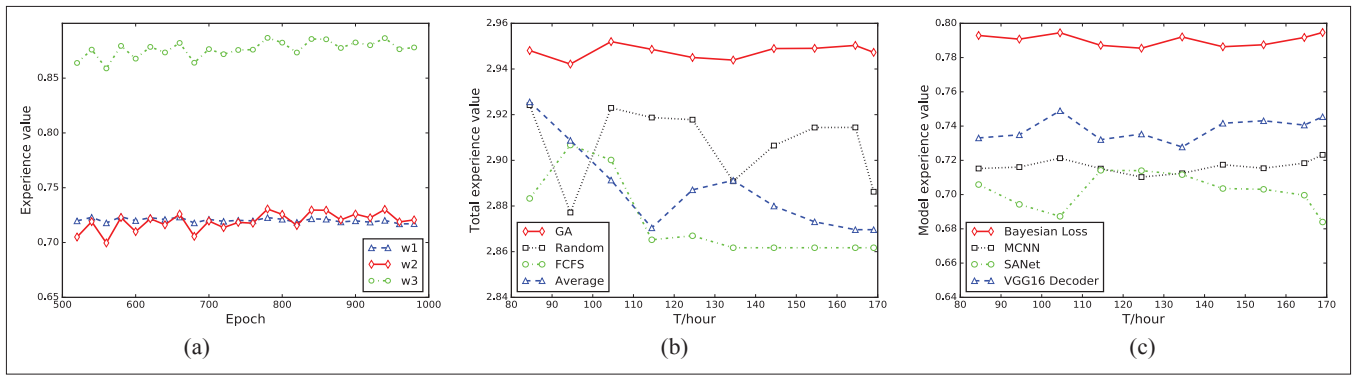 Experience value
0.85
0.80
0.75
0.70
0.65
500
600
700
800
900
1000
Epoch
w1
w2
w3
(a)
Total experience value
2.96
2.94
2.92
2.90
2.88
2.86
2.84
80
90
100
110
120
130
140
150
160
170
T/hour
GA
Random
FCFS
Average
(b)
Model experience value
0.80
0.78
0.76
0.74
0.72
0.70
0.68
0.66
0.64
80
90
100
110
120
130
140
150
160
170
T/hour
Bayesian Loss
MCNN
SANet
VGG16 Decoder
(c)